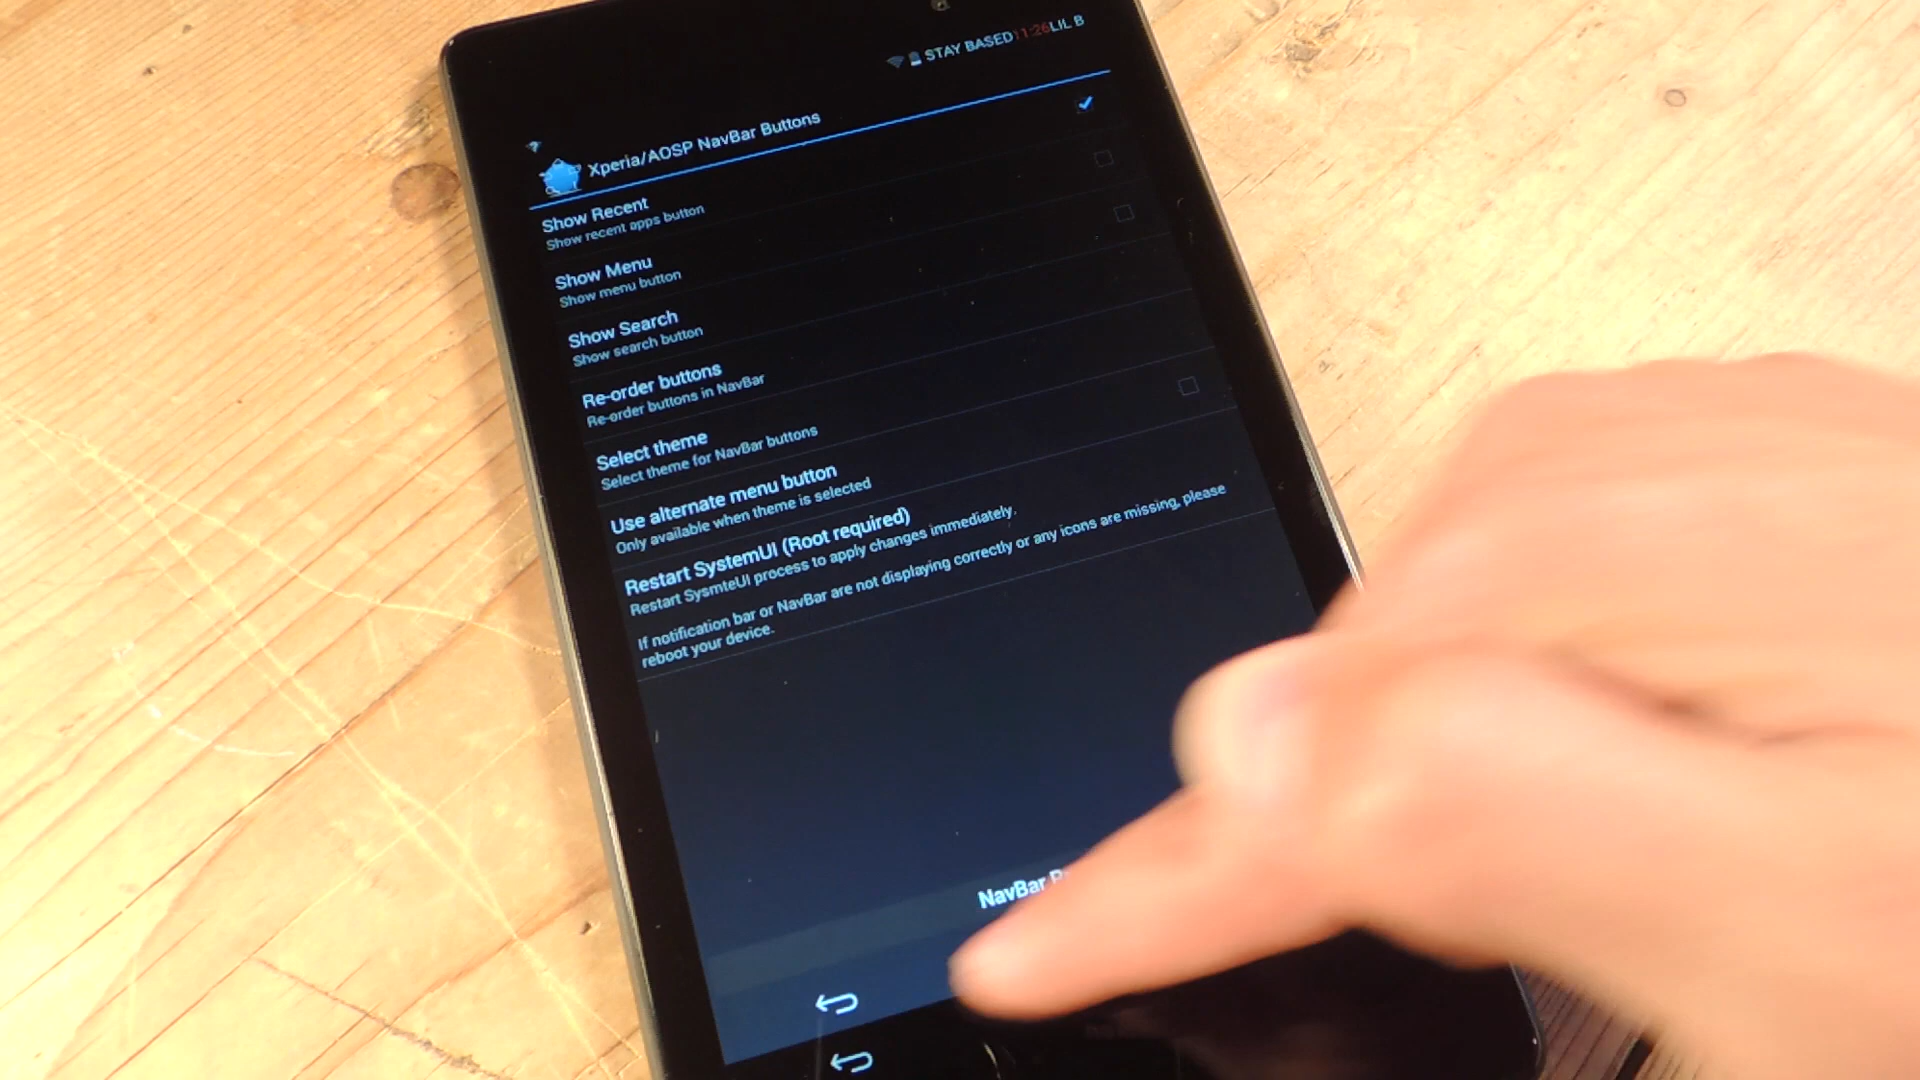 STAY BASED 11:26 LIL B
Xperia/AOSP NavBar Buttons
Show Recent
Show recent apps button
Show Menu
Show menu button
Show Search
Show search button
Re-order buttons
Re-order buttons in NavBar
Select theme
Select theme for NavBar buttons
Use alternate menu button
Only available when theme is selected
Restart SystemUI (Root required)
Restart SysmteUI process to apply changes immediately.
If notification bar or NavBar are not displaying correctly or any icons are missing, please
reboot your device.
NavBar